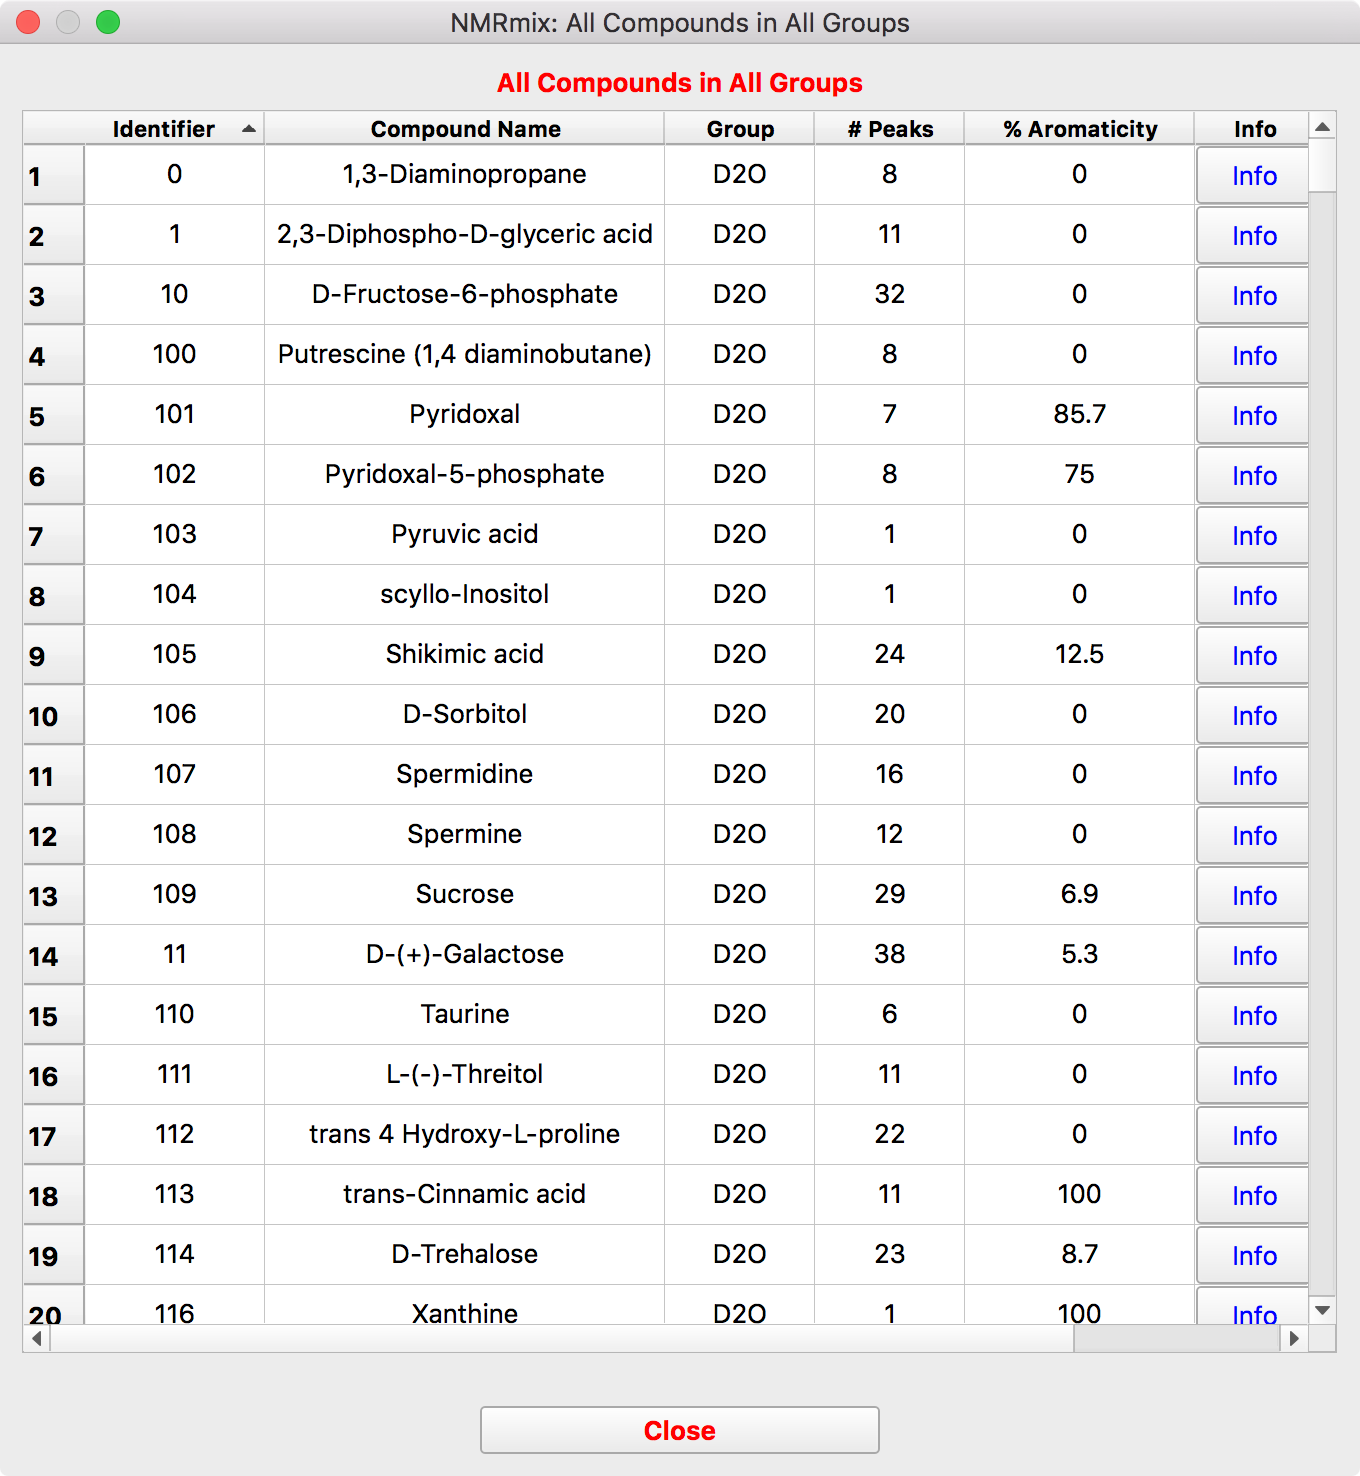 NMRmix: All Compounds in All Groups
All Compounds in All Groups
Identifier Compound Name Group # Peaks % Aromaticity Info
1 0 1,3-Diaminopropane D2O 8 0 Info
2 1 2,3-Diphospho-D-glyceric acid D2O 11 0 Info
3 10 D-Fructose-6-phosphate D2O 32 0 Info
4 100 Putrescine (1,4 diaminobutane) D2O 8 0 Info
5 101 Pyridoxal D2O 7 85.7 Info
6 102 Pyridoxal-5-phosphate D2O 8 75 Info
7 103 Pyruvic acid D2O 1 0 Info
8 104 scyllo-Inositol D2O 1 0 Info
9 105 Shikimic acid D2O 24 12.5 Info
10 106 D-Sorbitol D2O 20 0 Info
11 107 Spermidine D2O 16 0 Info
12 108 Spermine D2O 12 0 Info
13 109 Sucrose D2O 29 6.9 Info
14 11 D-(+)-Galactose D2O 38 5.3 Info
15 110 Taurine D2O 6 0 Info
16 111 L-(-)-Threitol D2O 11 0 Info
17 112 trans 4 Hydroxy-L-proline D2O 22 0 Info
18 113 trans-Cinnamic acid D2O 11 100 Info
19 114 D-Trehalose D2O 23 8.7 Info
20 116 Xanthine D2O 1 100 Info
Close